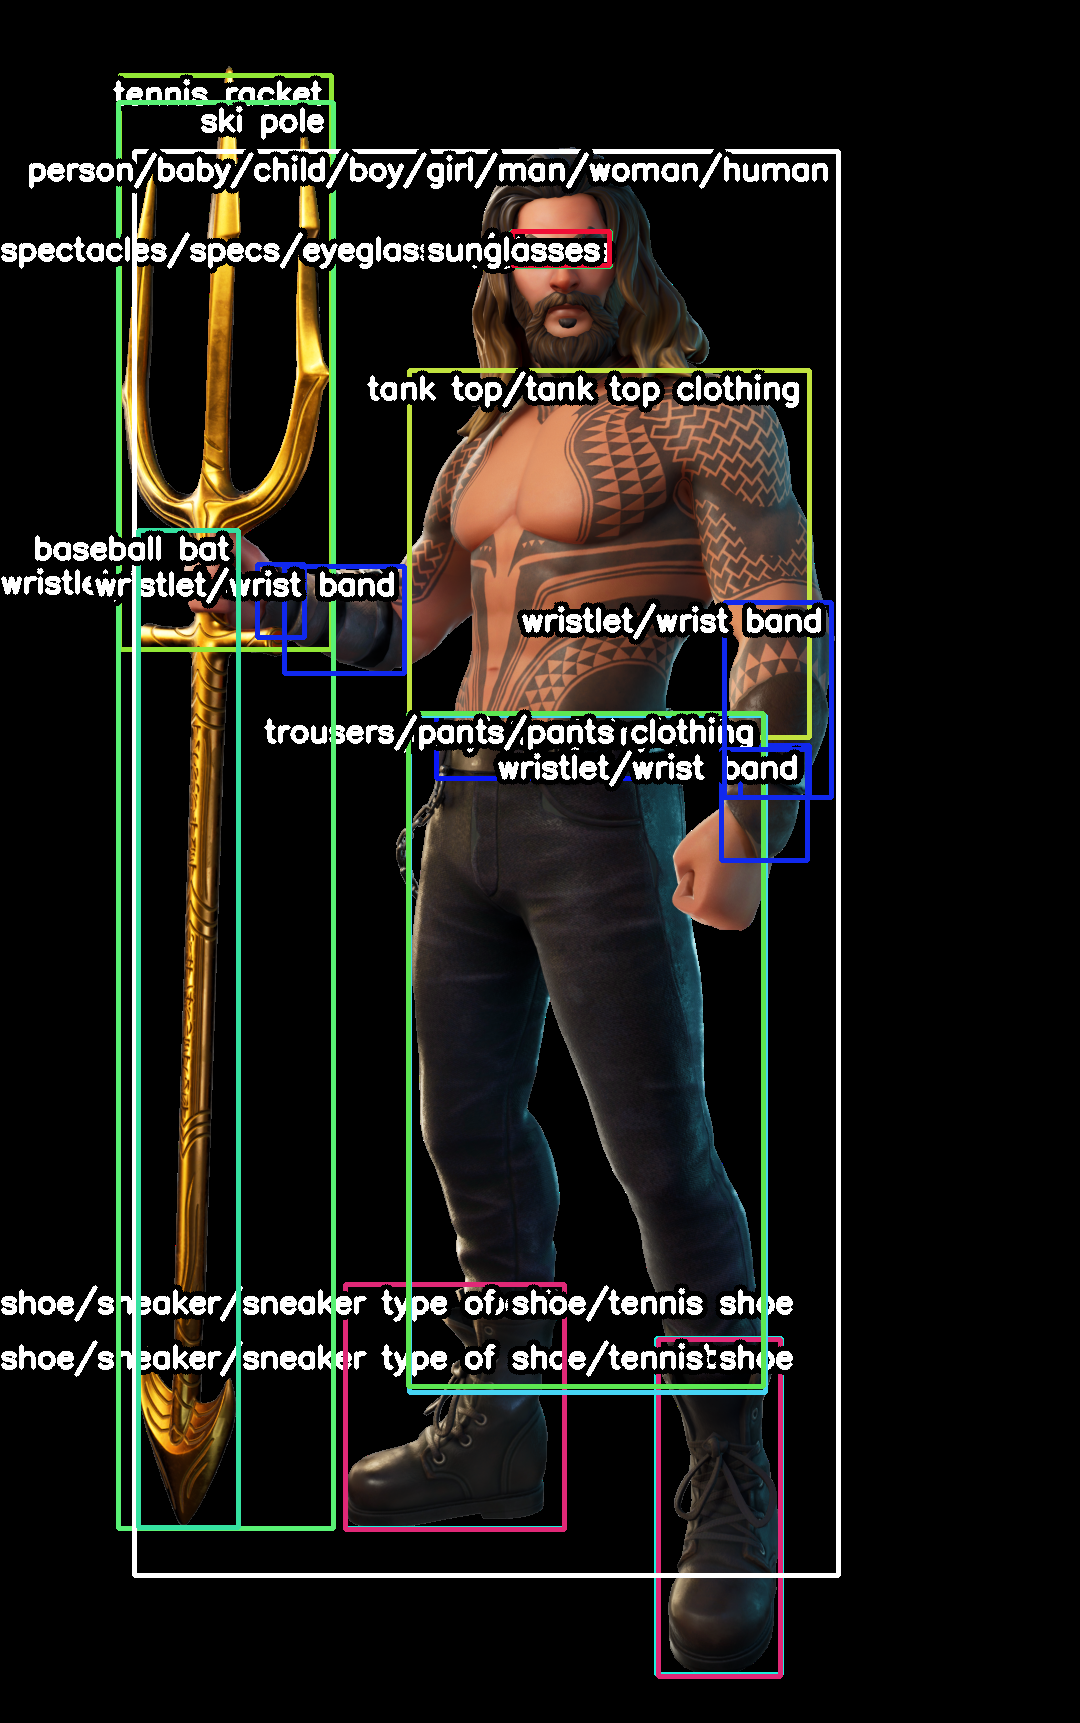 tennis racket
ski pole
person/baby/child/boy/girl/man/woman/human
spectacles/specs/eyeglas sunglasses
tank top/tank top clothing
baseball bat
wristle wristlet/wrist band
wristlet/wrist band
trousers/pants/pants clothing
wristlet/wrist band
shoe/sneaker/sneaker type of shoe/tennis shoe
shoe/sneaker/sneaker type of shoe/tennis shoe